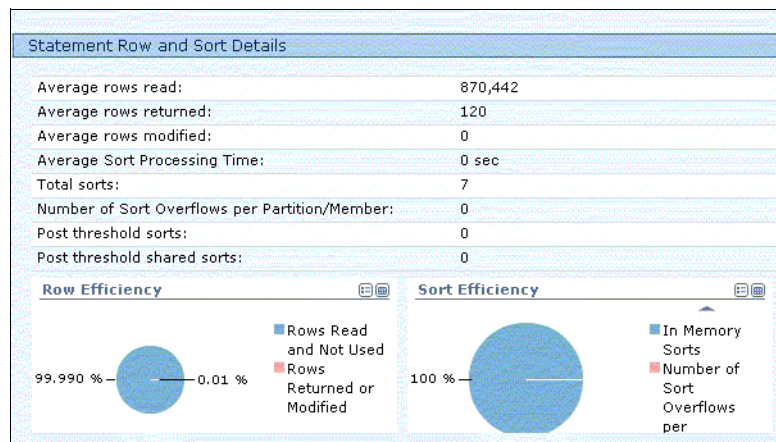 Statement Row and Sort Details
Average rows read: 870,442
Average rows returned: 120
Average rows modified: 0
Average Sort Processing Time: 0 sec
Total sorts: 7
Number of Sort Overflows per Partition/Member: 0
Post threshold sorts: 0
Post threshold shared sorts: 0
Row Efficiency
99.990 %
0.01 %
Rows Read
and Not Used
Rows
Returned or
Modified
Sort Efficiency
100 %
In Memory
Sorts
Number of
Sort
Overflows
per